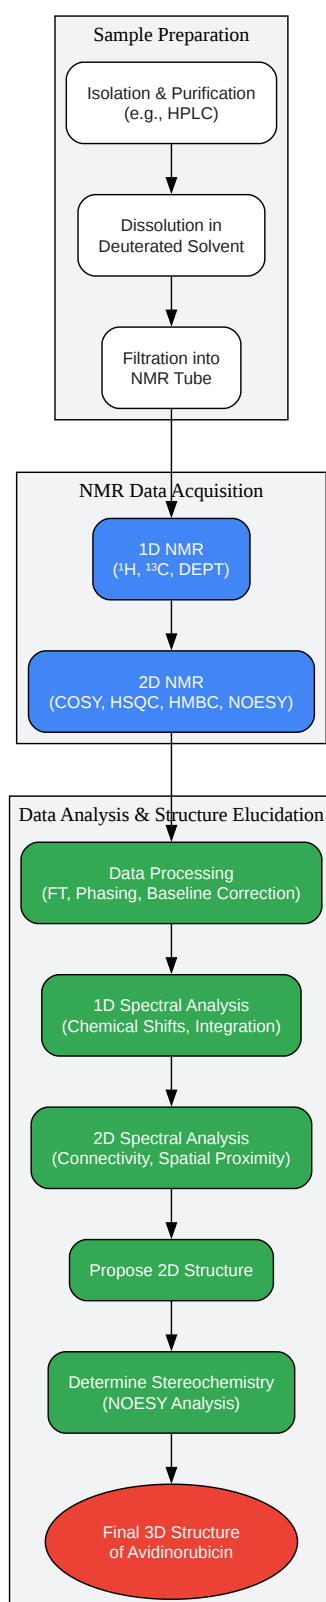 Sample Preparation
Isolation & Purification
(e.g., HPLC)
Dissolution in
Deuterated Solvent
Filtration into
NMR Tube
NMR Data Acquisition
1D NMR
(¹H, ¹³C, DEPT)
2D NMR
(COSY, HSQC, HMBC, NOESY)
Data Analysis & Structure Elucidation
Data Processing
(FT, Phasing, Baseline Correction)
1D Spectral Analysis
(Chemical Shifts, Integration)
2D Spectral Analysis
(Connectivity, Spatial Proximity)
Propose 2D Structure
Determine Stereochemistry
(NOESY Analysis)
Final 3D Structure
of Avidinorubicin